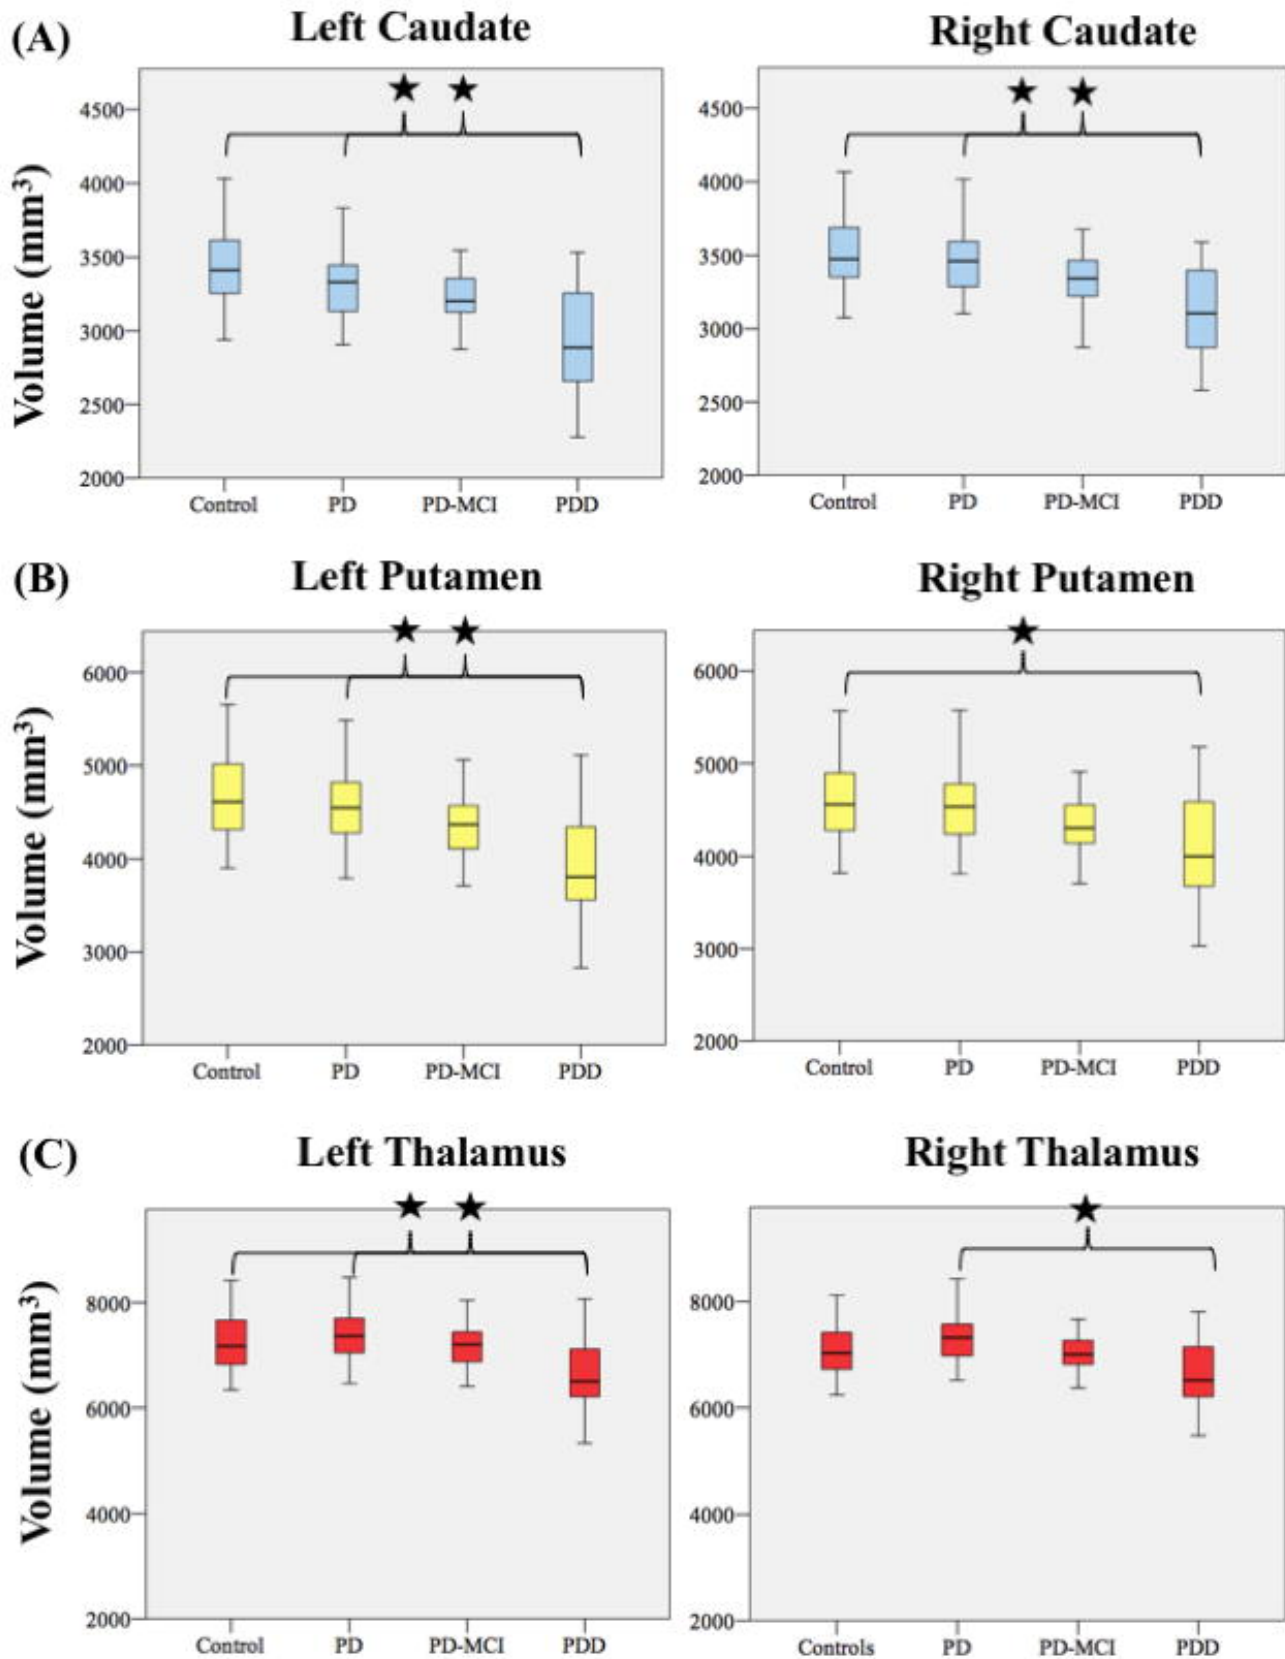 (A)
Left Caudate
Right Caudate
Volume (mm³)
4500
4000
3500
3000
2500
2000
Control PD PD-MCI PDD
4500
4000
3500
3000
2500
2000
Control PD PD-MCI PDD
(B)
Left Putamen
Right Putamen
Volume (mm³)
6000
5000
4000
3000
2000
Control PD PD-MCI PDD
6000
5000
4000
3000
2000
Control PD PD-MCI PDD
(C)
Left Thalamus
Right Thalamus
Volume (mm³)
8000
6000
4000
2000
Control PD PD-MCI PDD
8000
6000
4000
2000
Controls PD PD-MCI PDD